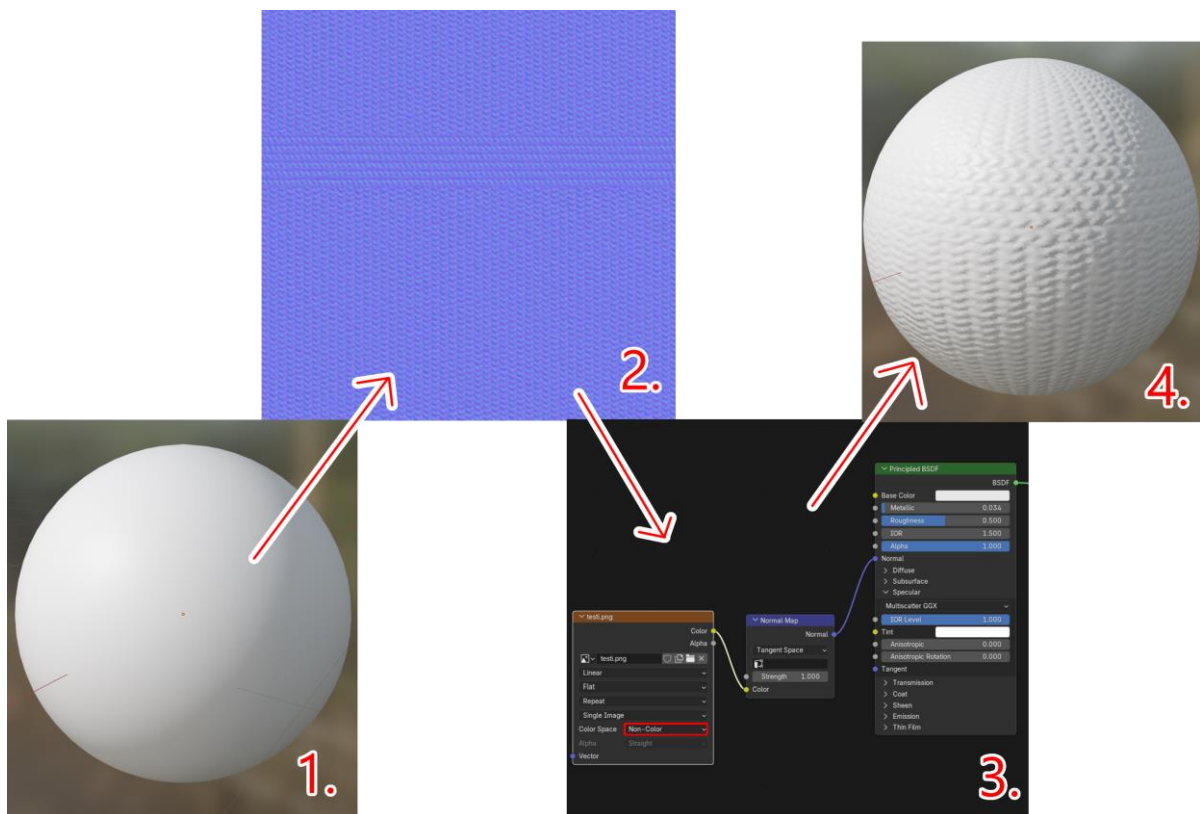 2.
4.
1.
testi.png
Color
Alpha
testi.png
Linear
Flat
Repeat
Single Image
Color Space Non-Color
Alpha Straight
Vector
Normal Map
Normal
Tangent Space
Strength 1.000
Color
Principled BSDF
BSDF
Base Color
Metallic 0.034
Roughness 0.500
IOR 1.500
Alpha 1.000
Normal
Diffuse
Subsurface
Specular
Multiscatter GGX
IOR Level 1.000
Tint
Anisotropic 0.000
Anisotropic Rotation 0.000
Tangent
Transmission
Coat
Sheen
Emission
Thin Film
3.